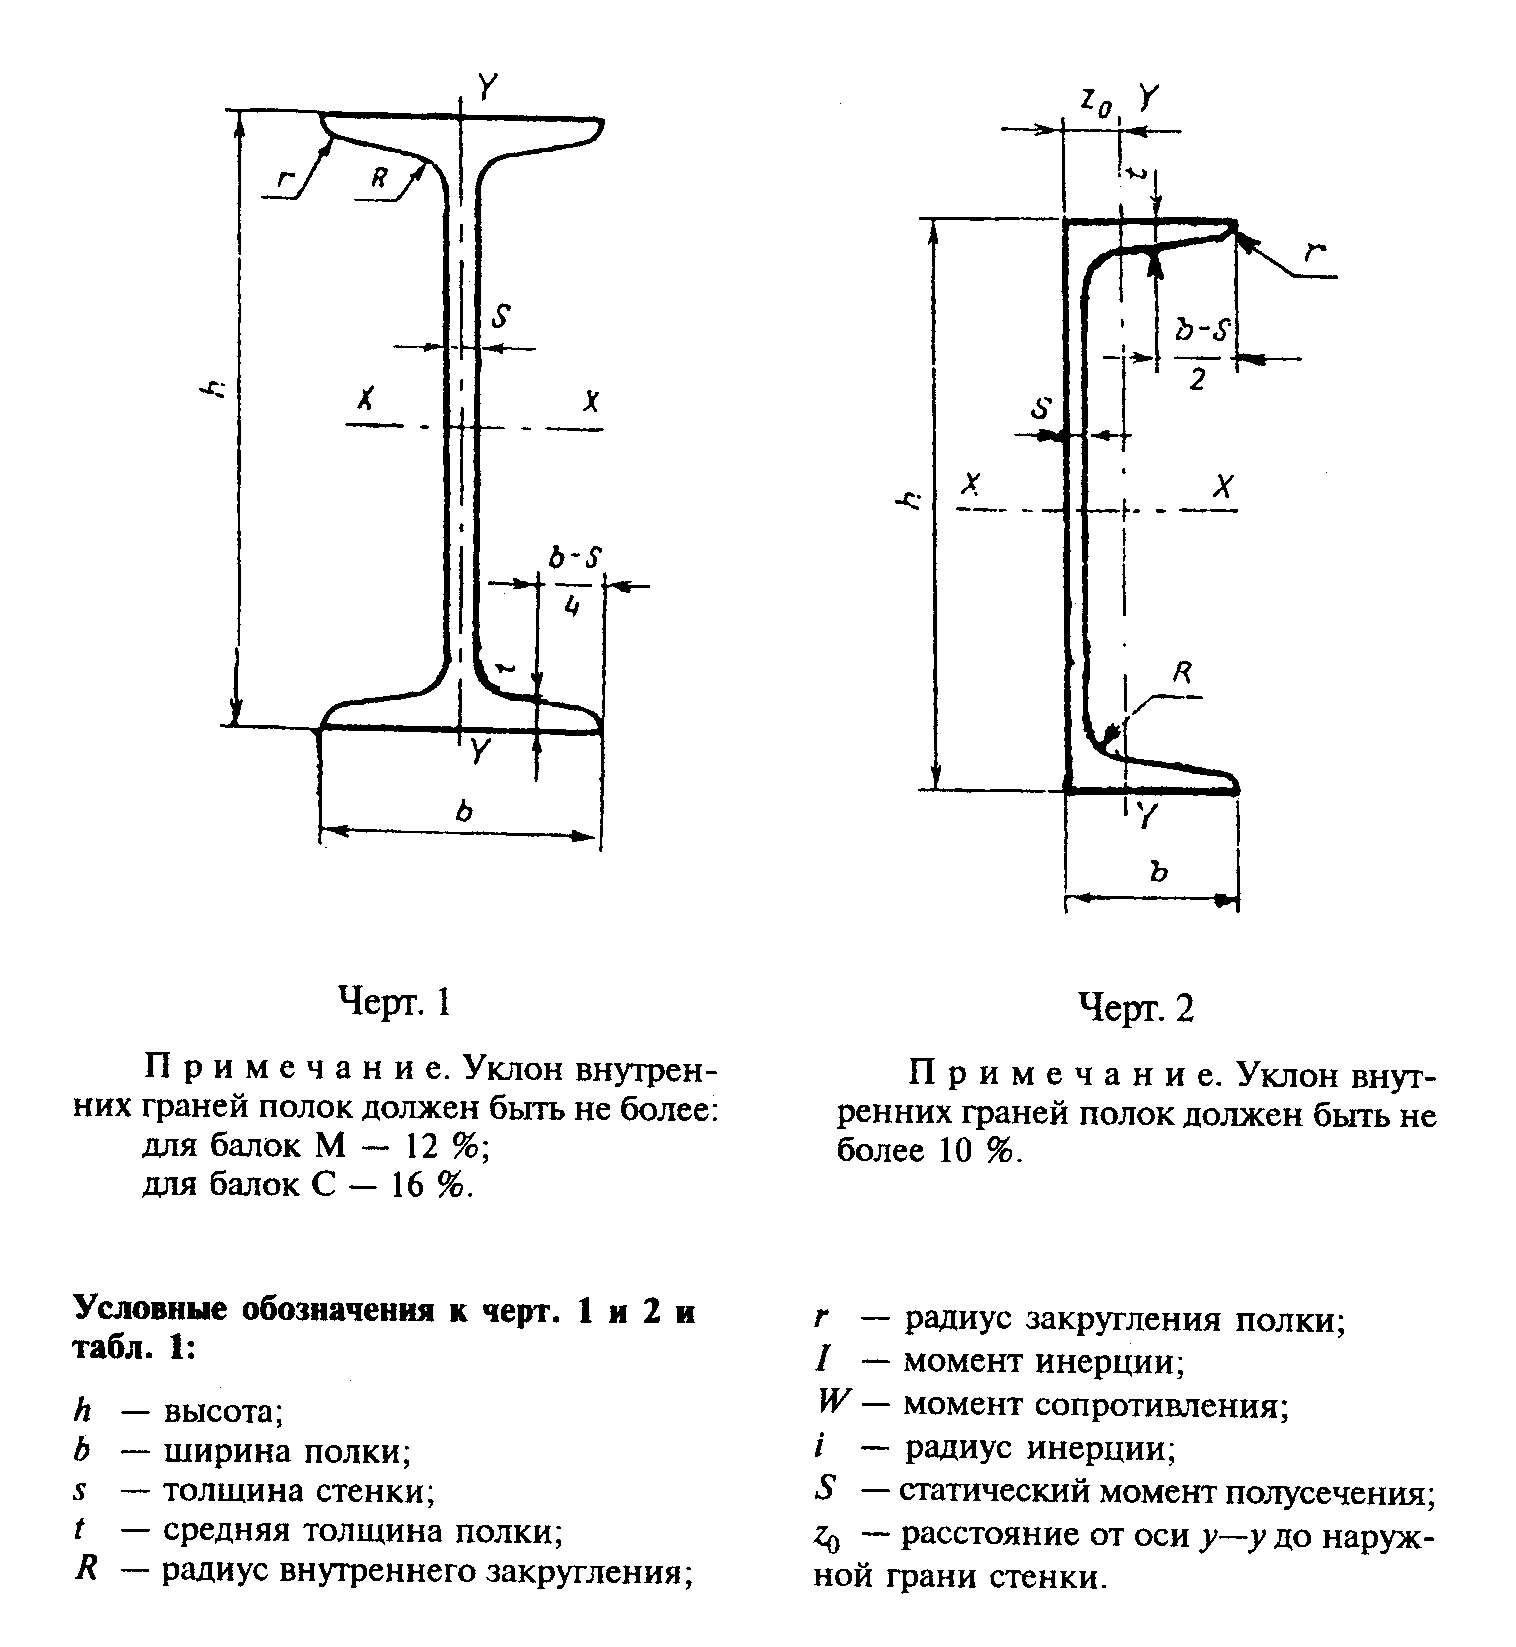 Y
r
R
S
h
X
X
b-S
4
t
Y
b
z₀ Y
t
r
b-S
2
S
h
X
X
R
Y
b
Черт. 1
П р и м е ч а н и е. Уклон внутрен-
них граней полок должен быть не более:
для балок М — 12 %;
для балок С — 16 %.
Черт. 2
П р и м е ч а н и е. Уклон внут-
ренних граней полок должен быть не
более 10 %.
Условные обозначения к черт. 1 и 2 и
табл. 1:
h — высота;
b — ширина полки;
s — толщина стенки;
t — средняя толщина полки;
R — радиус внутреннего закругления;
r — радиус закругления полки;
I — момент инерции;
W — момент сопротивления;
i — радиус инерции;
S — статический момент полусечения;
z₀ — расстояние от оси y—y до наруж-
ной грани стенки.